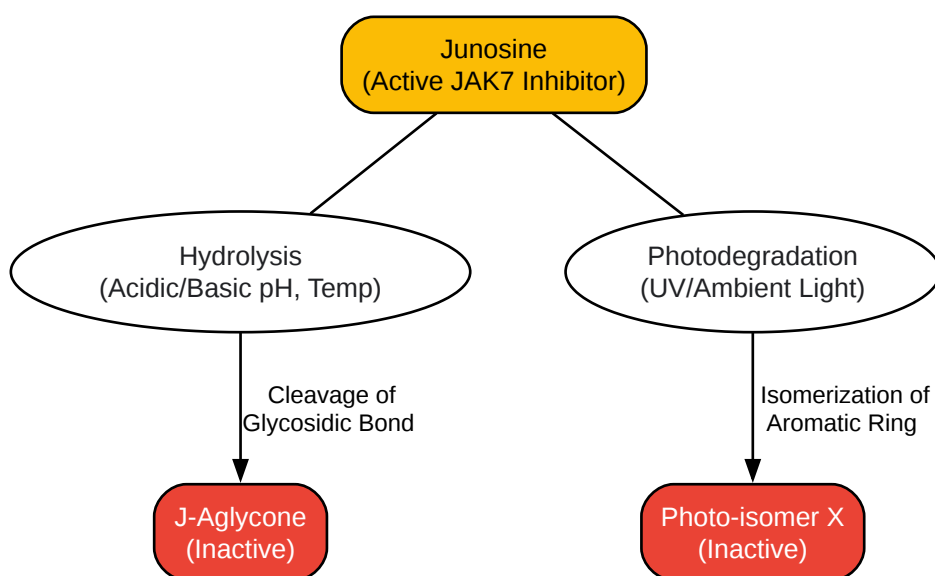 Junosine
(Active JAK7 Inhibitor)
Hydrolysis
(Acidic/Basic pH, Temp)
Photodegradation
(UV/Ambient Light)
Cleavage of
Glycosidic Bond
Isomerization of
Aromatic Ring
J-Aglycone
(Inactive)
Photo-isomer X
(Inactive)